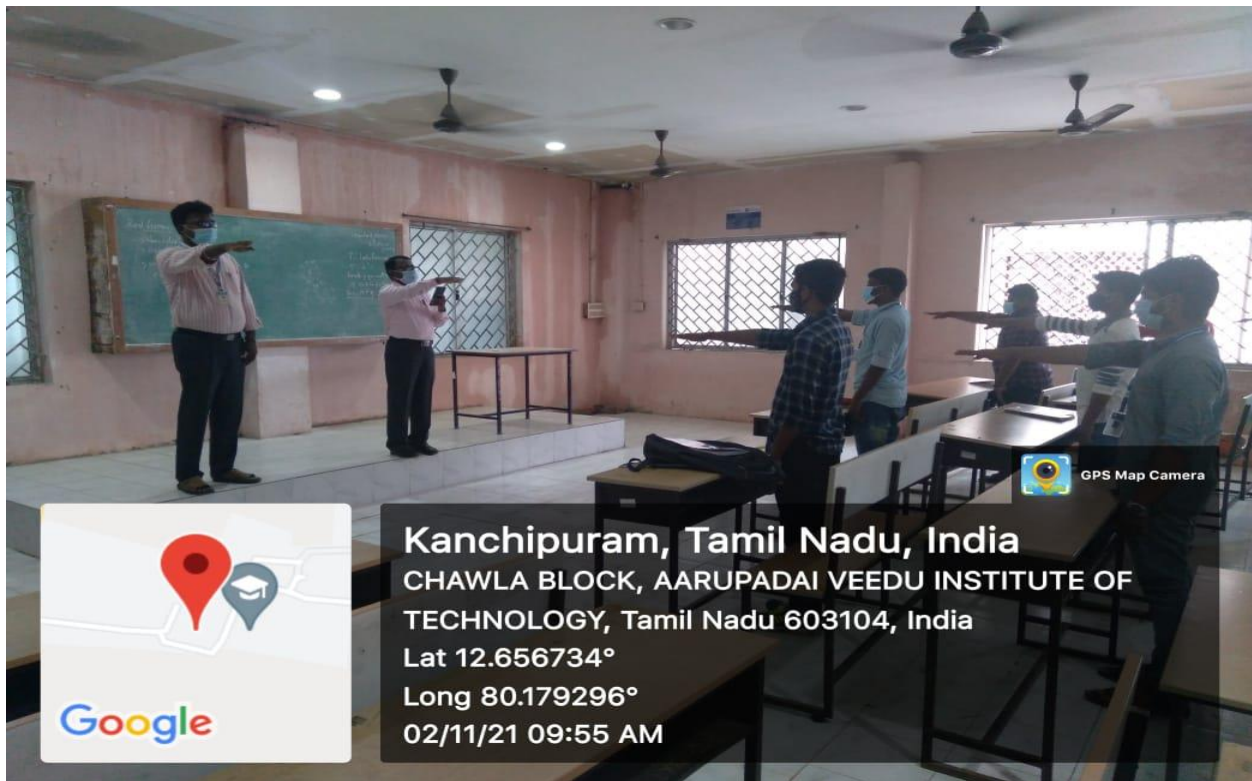 GPS Map Camera
Kanchipuram, Tamil Nadu, India
CHAWLA BLOCK, AARUPADAI VEEDU INSTITUTE OF
TECHNOLOGY, Tamil Nadu 603104, India
Lat 12.656734°
Long 80.179296°
02/11/21 09:55 AM
Google